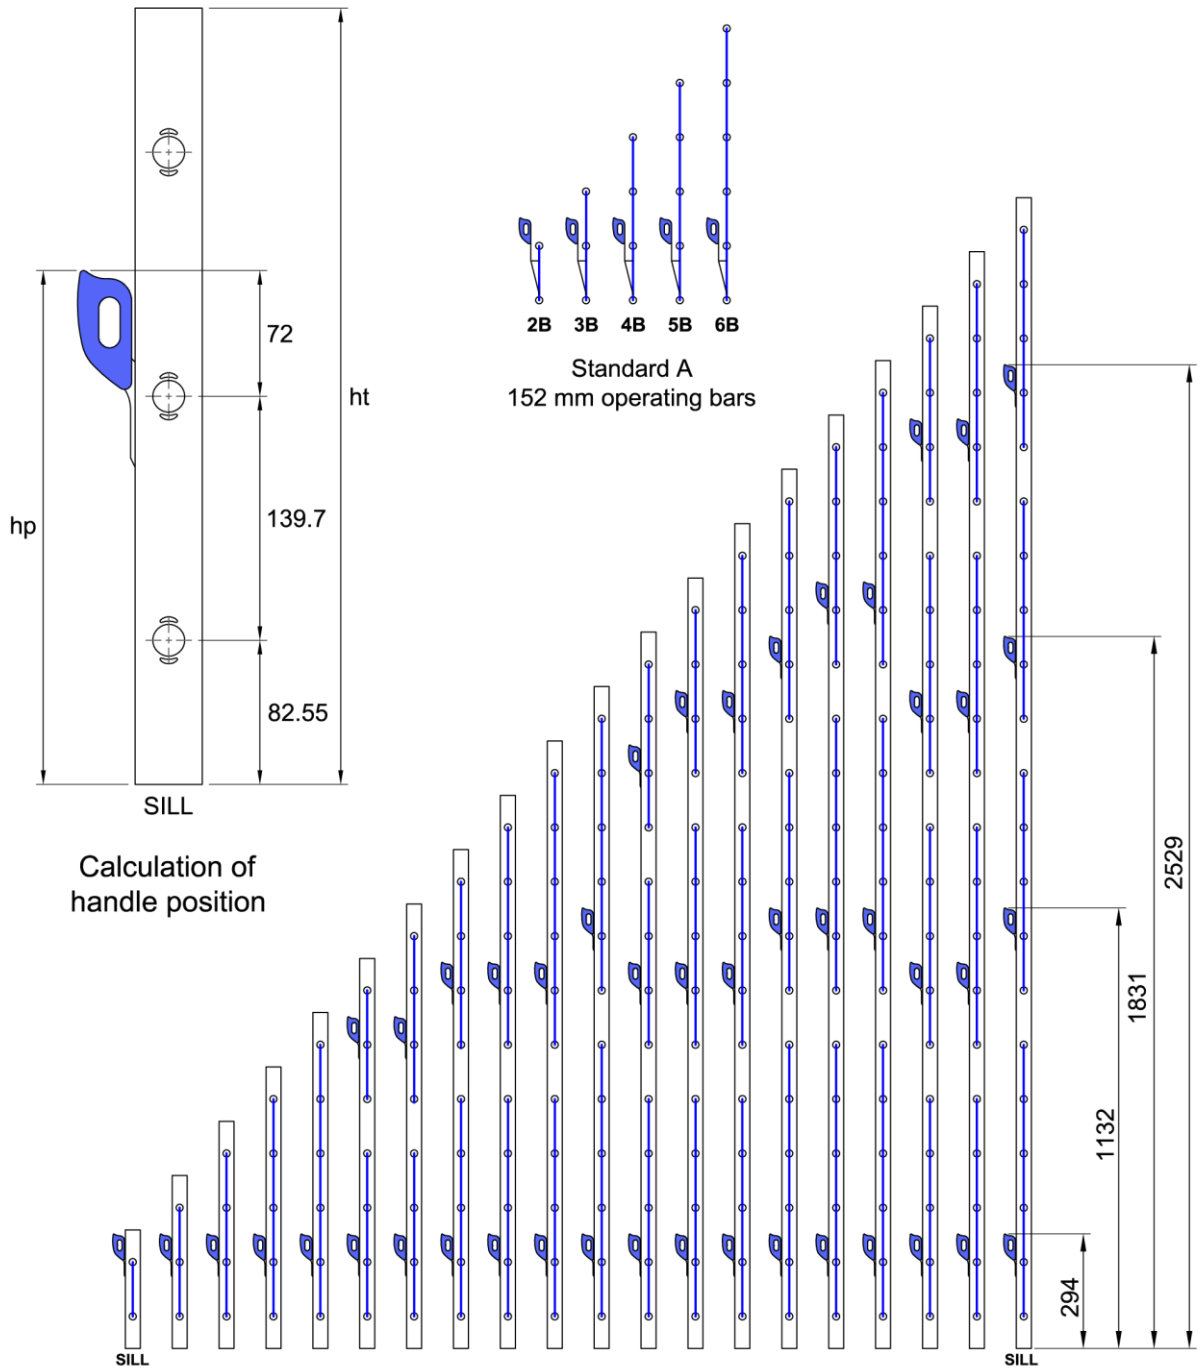 72
ht
139.7
hp
82.55
SILL
Calculation of
handle position
2B 3B 4B 5B 6B
Standard A
152 mm operating bars
2529
1831
1132
294
SILL
SILL